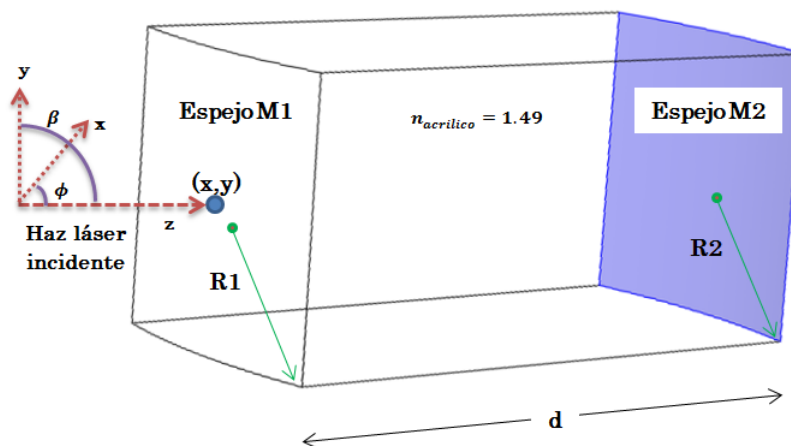 y
β
x
ϕ
z
Haz láser
incidente
Espejo M1
(x,y)
R1
n_acrilico = 1.49
Espejo M2
R2
d